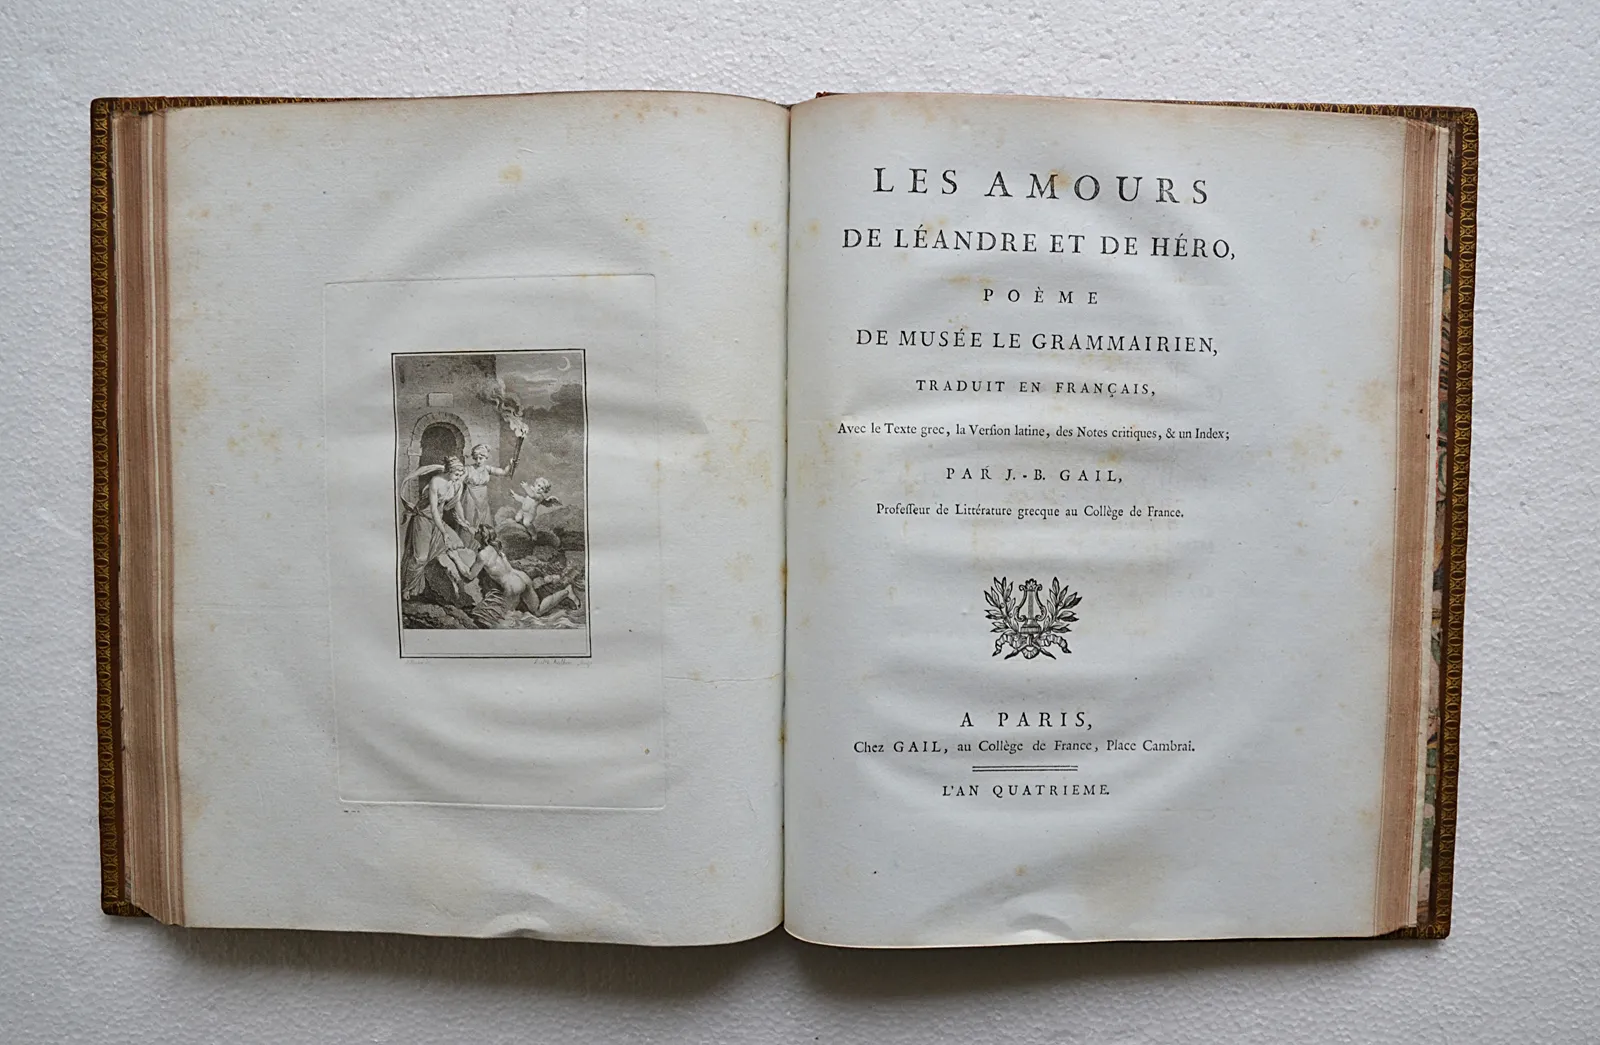 LES AMOURS
DE LÉANDRE ET DE HÉRO,
POÈME
DE MUSÉE LE GRAMMAIRIEN,
TRADUIT EN FRANÇAIS,
Avec le Texte grec, la Verſion latine, des Notes critiques, & un Index;
PAR J.-B. GAIL,
Profeſſeur de Littérature grecque au Collège de France.
A PARIS,
Chez GAIL, au Collège de France, Place Cambrai.
L'AN QUATRIEME.